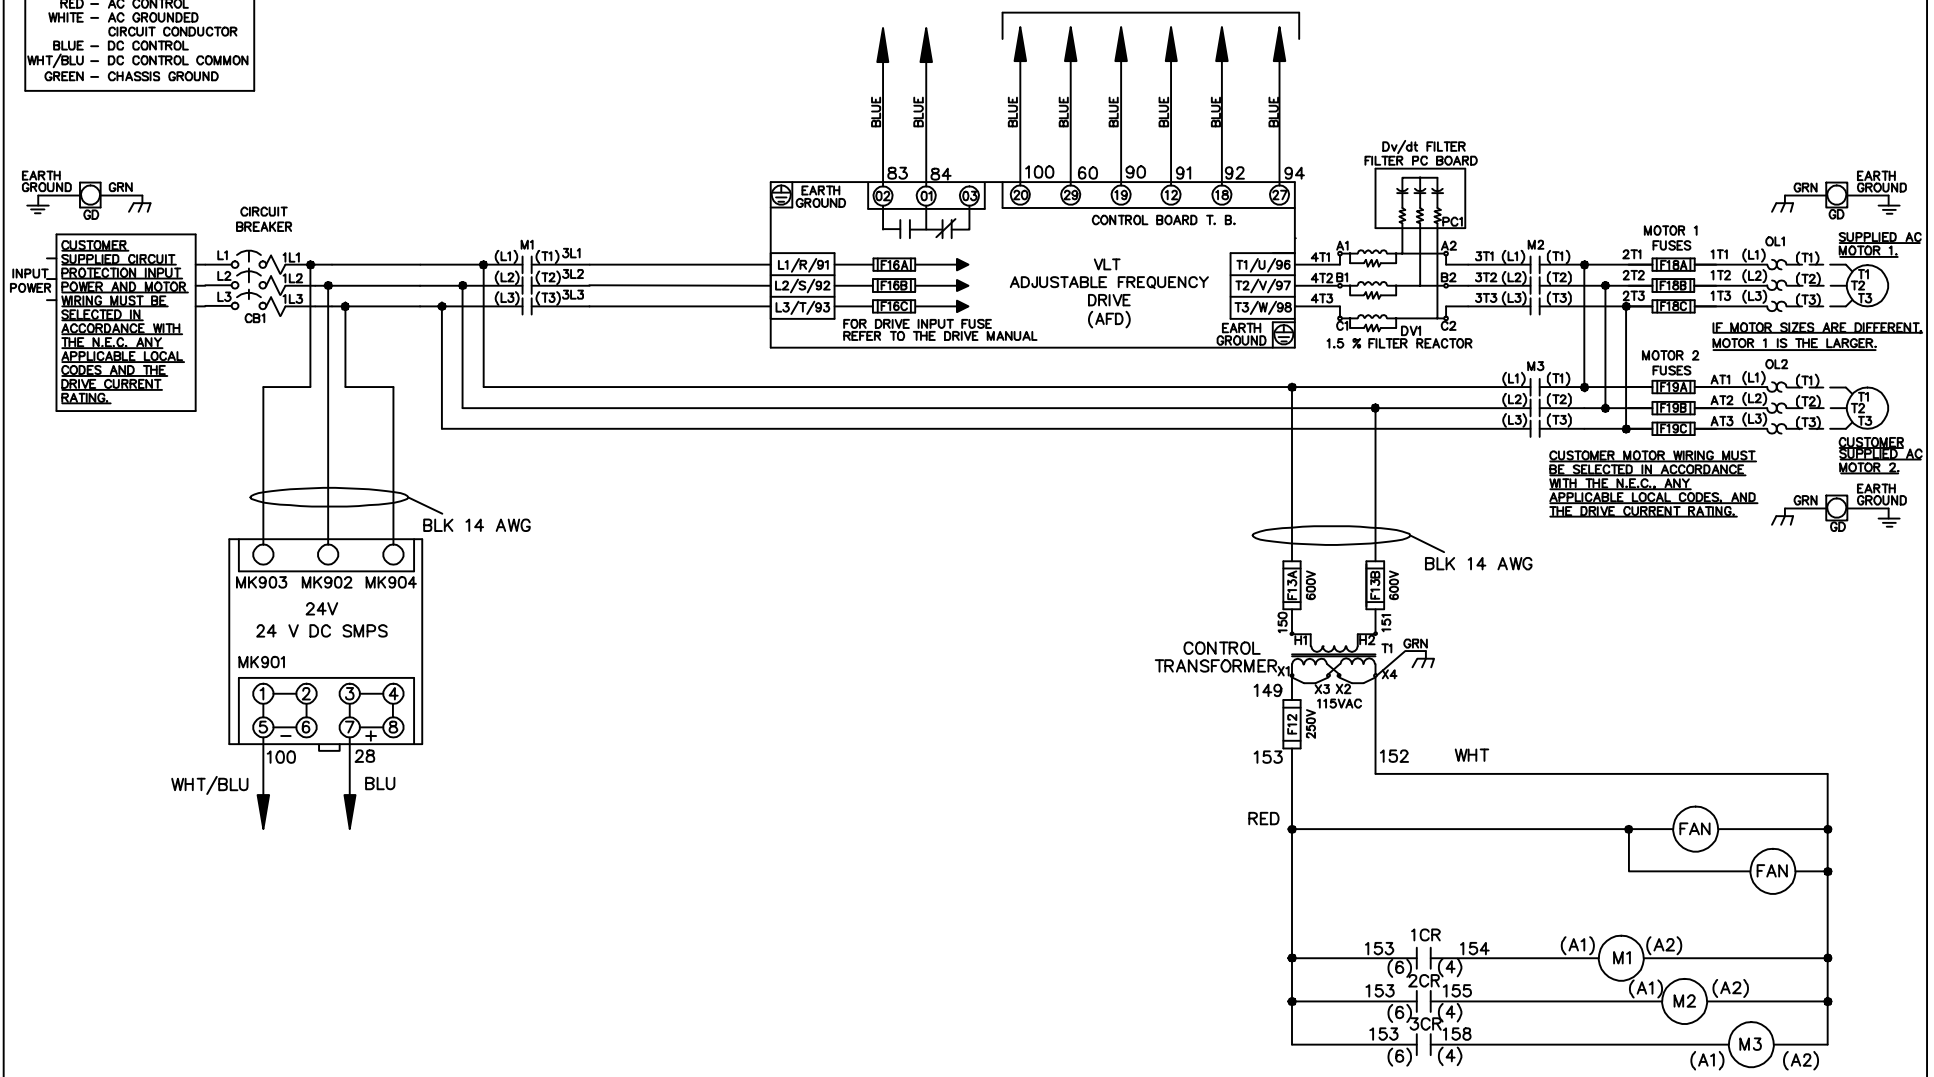 RED – AC CONTROL
WHITE – AC GROUNDED
CIRCUIT CONDUCTOR
BLUE – DC CONTROL
WHT/BLU – DC CONTROL COMMON
GREEN – CHASSIS GROUND
BLUE
BLUE
BLUE
BLUE
BLUE
BLUE
BLUE
BLUE
83
84
100
60
90
91
92
94
EARTH
GROUND
02
01
03
20
29
19
12
18
27
CONTROL BOARD T. B.
Dv/dt FILTER
FILTER PC BOARD
PC1
EARTH
GROUND
GRN
GD
CIRCUIT
BREAKER
INPUT
POWER
CUSTOMER
SUPPLIED CIRCUIT
PROTECTION INPUT
POWER AND MOTOR
WIRING MUST BE
SELECTED IN
ACCORDANCE WITH
THE N.E.C. ANY
APPLICABLE LOCAL
CODES AND THE
DRIVE CURRENT
RATING.
L1
1L1
L2
1L2
L3
1L3
CB1
M1
(L1)
(T1)
3L1
(L2)
(T2)
3L2
(L3)
(T3)
3L3
L1/R/91
F16A
L2/S/92
F16B
L3/T/93
F16C
FOR DRIVE INPUT FUSE
REFER TO THE DRIVE MANUAL
VLT
ADJUSTABLE FREQUENCY
DRIVE
(AFD)
T1/U/96
T2/V/97
T3/W/98
EARTH
GROUND
4T1
A1
A2
4T2
B1
B2
4T3
C1
C2
DV1
1.5 % FILTER REACTOR
M2
3T1 (L1)
(T1)
3T2 (L2)
(T2)
3T3 (L3)
(T3)
MOTOR 1
FUSES
2T1
F18A
1T1
(L1)
(T1)
2T2
F18B
1T2
(L2)
(T2)
2T3
F18C
1T3
(L3)
(T3)
OL1
GRN
GD
EARTH
GROUND
SUPPLIED AC
MOTOR 1.
T1
T2
T3
IF MOTOR SIZES ARE DIFFERENT,
MOTOR 1 IS THE LARGER.
M3
(L1)
(T1)
(L2)
(T2)
(L3)
(T3)
MOTOR 2
FUSES
F19A
AT1
(L1)
(T1)
F19B
AT2
(L2)
(T2)
F19C
AT3
(L3)
(T3)
OL2
T1
T2
T3
CUSTOMER
SUPPLIED AC
MOTOR 2.
CUSTOMER MOTOR WIRING MUST
BE SELECTED IN ACCORDANCE
WITH THE N.E.C., ANY
APPLICABLE LOCAL CODES, AND
THE DRIVE CURRENT RATING.
GRN
GD
EARTH
GROUND
BLK 14 AWG
MK903
MK902
MK904
24V
24 V DC SMPS
MK901
1
2
3
4
5
6
7
8
–
+
100
28
WHT/BLU
BLU
BLK 14 AWG
F13A
600V
F13B
600V
150
151
H1
H2
T1
GRN
CONTROL
TRANSFORMER
X1
X3
X2
X4
115VAC
149
F12
250V
153
152
WHT
RED
FAN
FAN
1CR
153
154
(6)
(4)
(A1)
M1
(A2)
2CR
153
155
(6)
(4)
(A1)
M2
(A2)
3CR
153
158
(6)
(4)
(A1)
M3
(A2)